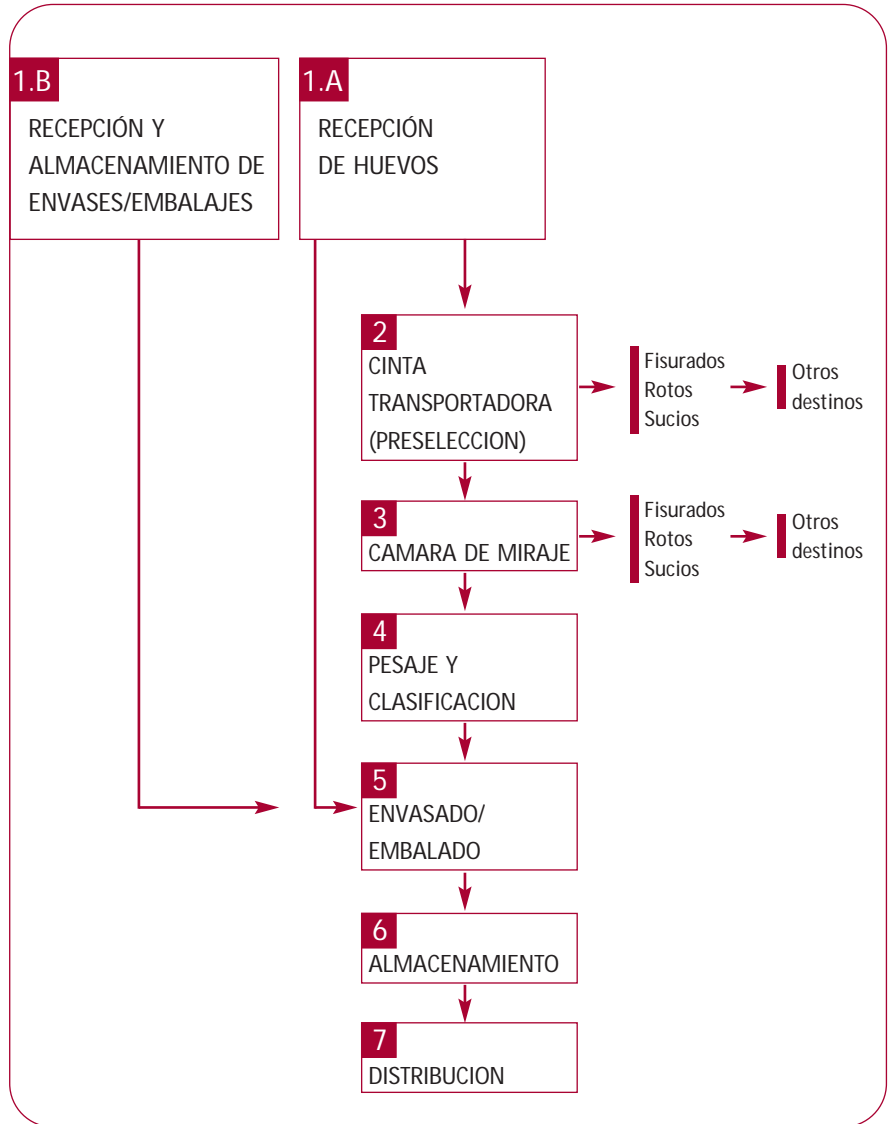 1.B
RECEPCIÓN Y
ALMACENAMIENTO DE
ENVASES/EMBALAJES
1.A
RECEPCIÓN
DE HUEVOS
2
CINTA
TRANSPORTADORA
(PRESELECCION)
Fisurados
Rotos
Sucios
Otros
destinos
3
CAMARA DE MIRAJE
Fisurados
Rotos
Sucios
Otros
destinos
4
PESAJE Y
CLASIFICACION
5
ENVASADO/
EMBALADO
6
ALMACENAMIENTO
7
DISTRIBUCION